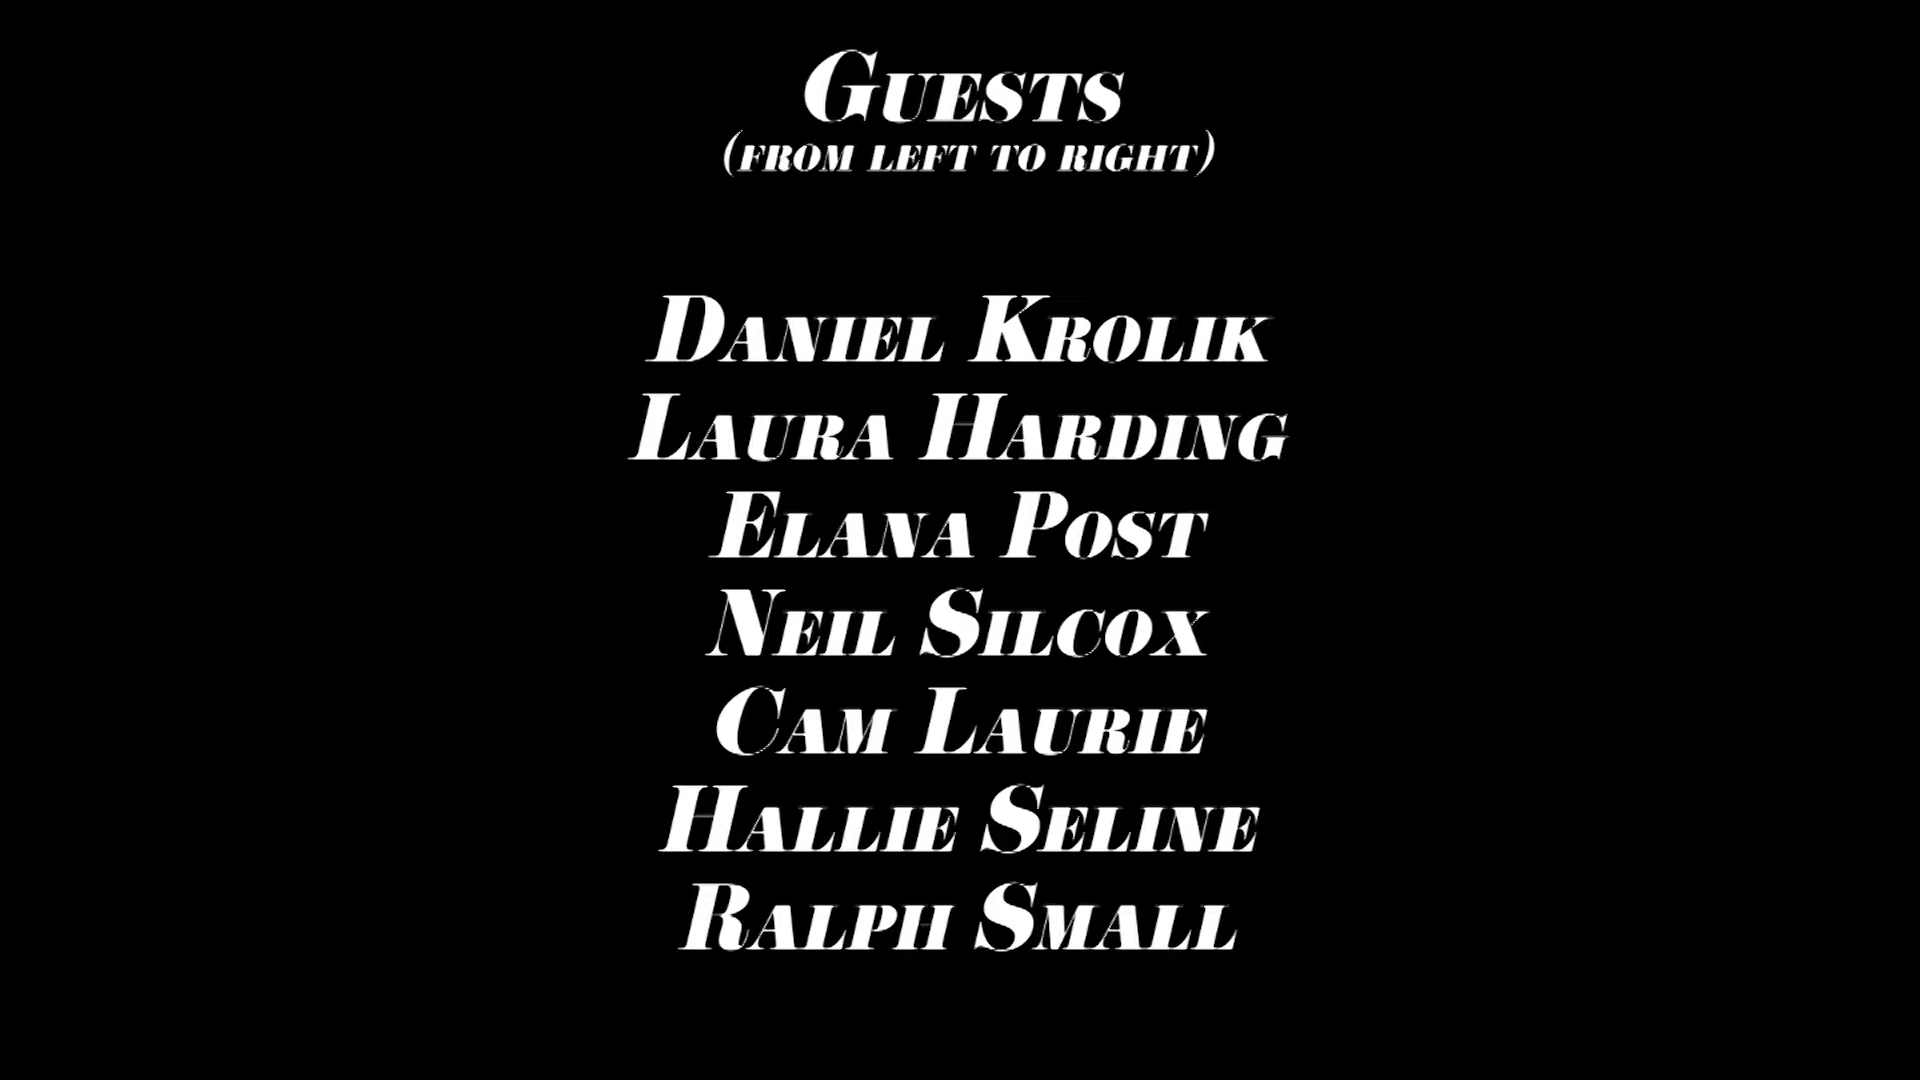 Guests
(from left to right)
Daniel Krolik
Laura Harding
Elana Post
Neil Silcox
Cam Laurie
Hallie Seline
Ralph Small